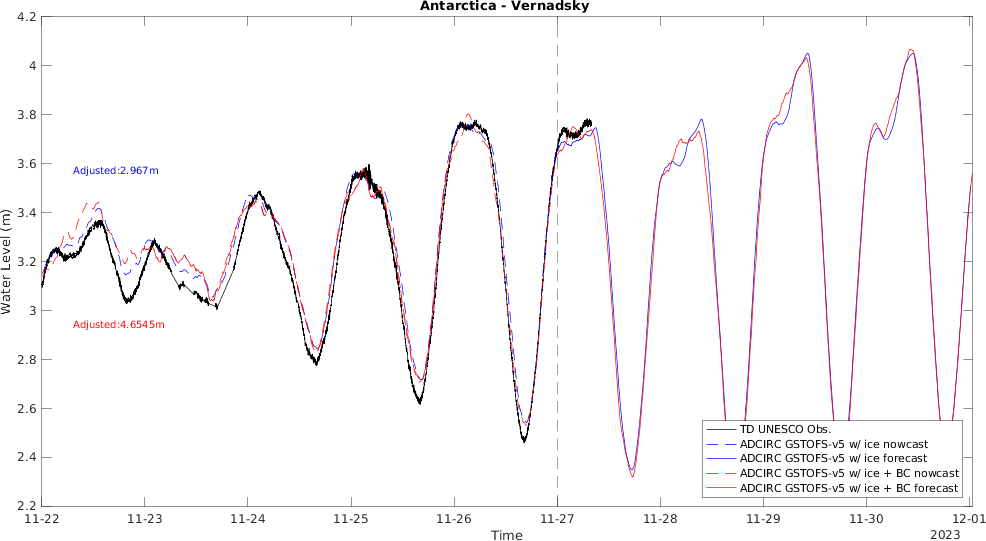 Antarctica - Vernadsky
4.2
4
3.8
3.6
3.4
3.2
3
2.8
2.6
2.4
2.2
Water Level (m)
Adjusted:2.967m
Adjusted:4.6545m
TD UNESCO Obs.
ADCIRC GSTOFS-v5 w/ ice nowcast
ADCIRC GSTOFS-v5 w/ ice forecast
ADCIRC GSTOFS-v5 w/ ice + BC nowcast
ADCIRC GSTOFS-v5 w/ ice + BC forecast
11-22 11-23 11-24 11-25 11-26 11-27 11-28 11-29 11-30 12-01
Time
2023